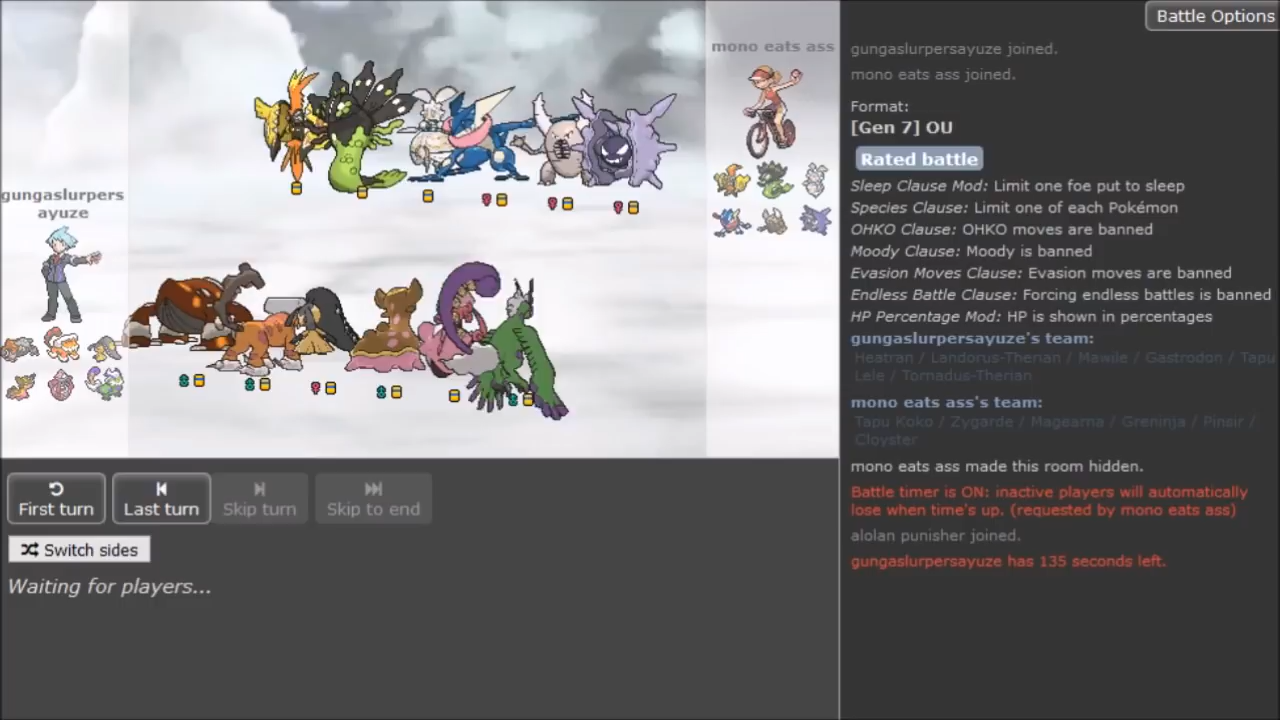 Battle Options
mono eats ass
gungaslurpersayuze joined.
mono eats ass joined.
Format:
[Gen 7] OU
Rated battle
Sleep Clause Mod: Limit one foe put to sleep
Species Clause: Limit one of each Pokémon
OHKO Clause: OHKO moves are banned
Moody Clause: Moody is banned
Evasion Moves Clause: Evasion moves are banned
Endless Battle Clause: Forcing endless battles is banned
HP Percentage Mod: HP is shown in percentages
gungaslurpersayuze's team:
Heatran / Landorus-Therian / Mawile / Gastrodon / Tapu
Lele / Tornadus-Therian
mono eats ass's team:
Tapu Koko / Zygarde / Magearna / Greninja / Pinsir /
Cloyster
mono eats ass made this room hidden.
Battle timer is ON: inactive players will automatically
lose when time's up. (requested by mono eats ass)
alolan punisher joined.
gungaslurpersayuze has 135 seconds left.
gungaslurpers
ayuze
First turn
Last turn
Skip turn
Skip to end
Switch sides
Waiting for players...